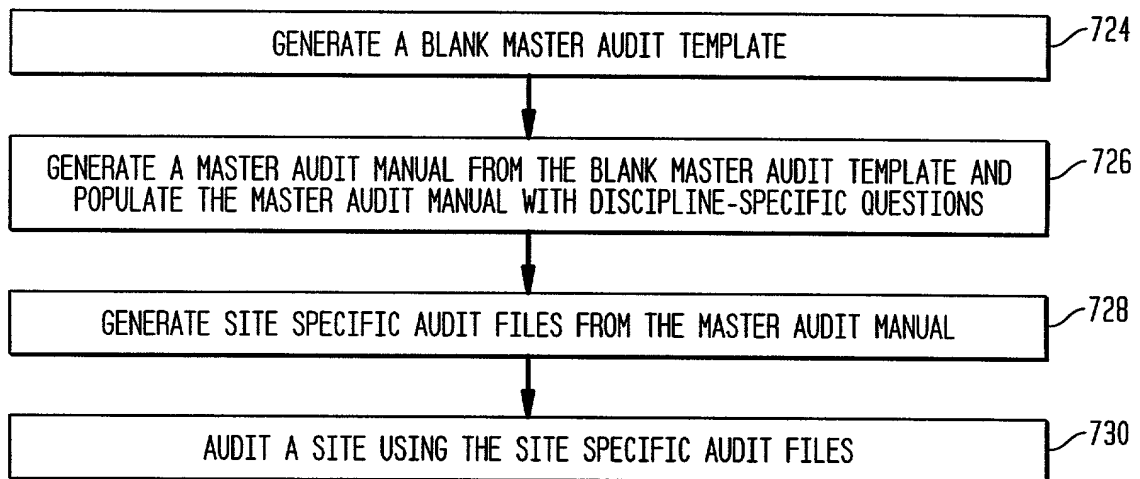 GENERATE A BLANK MASTER AUDIT TEMPLATE
724
GENERATE A MASTER AUDIT MANUAL FROM THE BLANK MASTER AUDIT TEMPLATE AND
POPULATE THE MASTER AUDIT MANUAL WITH DISCIPLINE-SPECIFIC QUESTIONS
726
GENERATE SITE SPECIFIC AUDIT FILES FROM THE MASTER AUDIT MANUAL
728
AUDIT A SITE USING THE SITE SPECIFIC AUDIT FILES
730